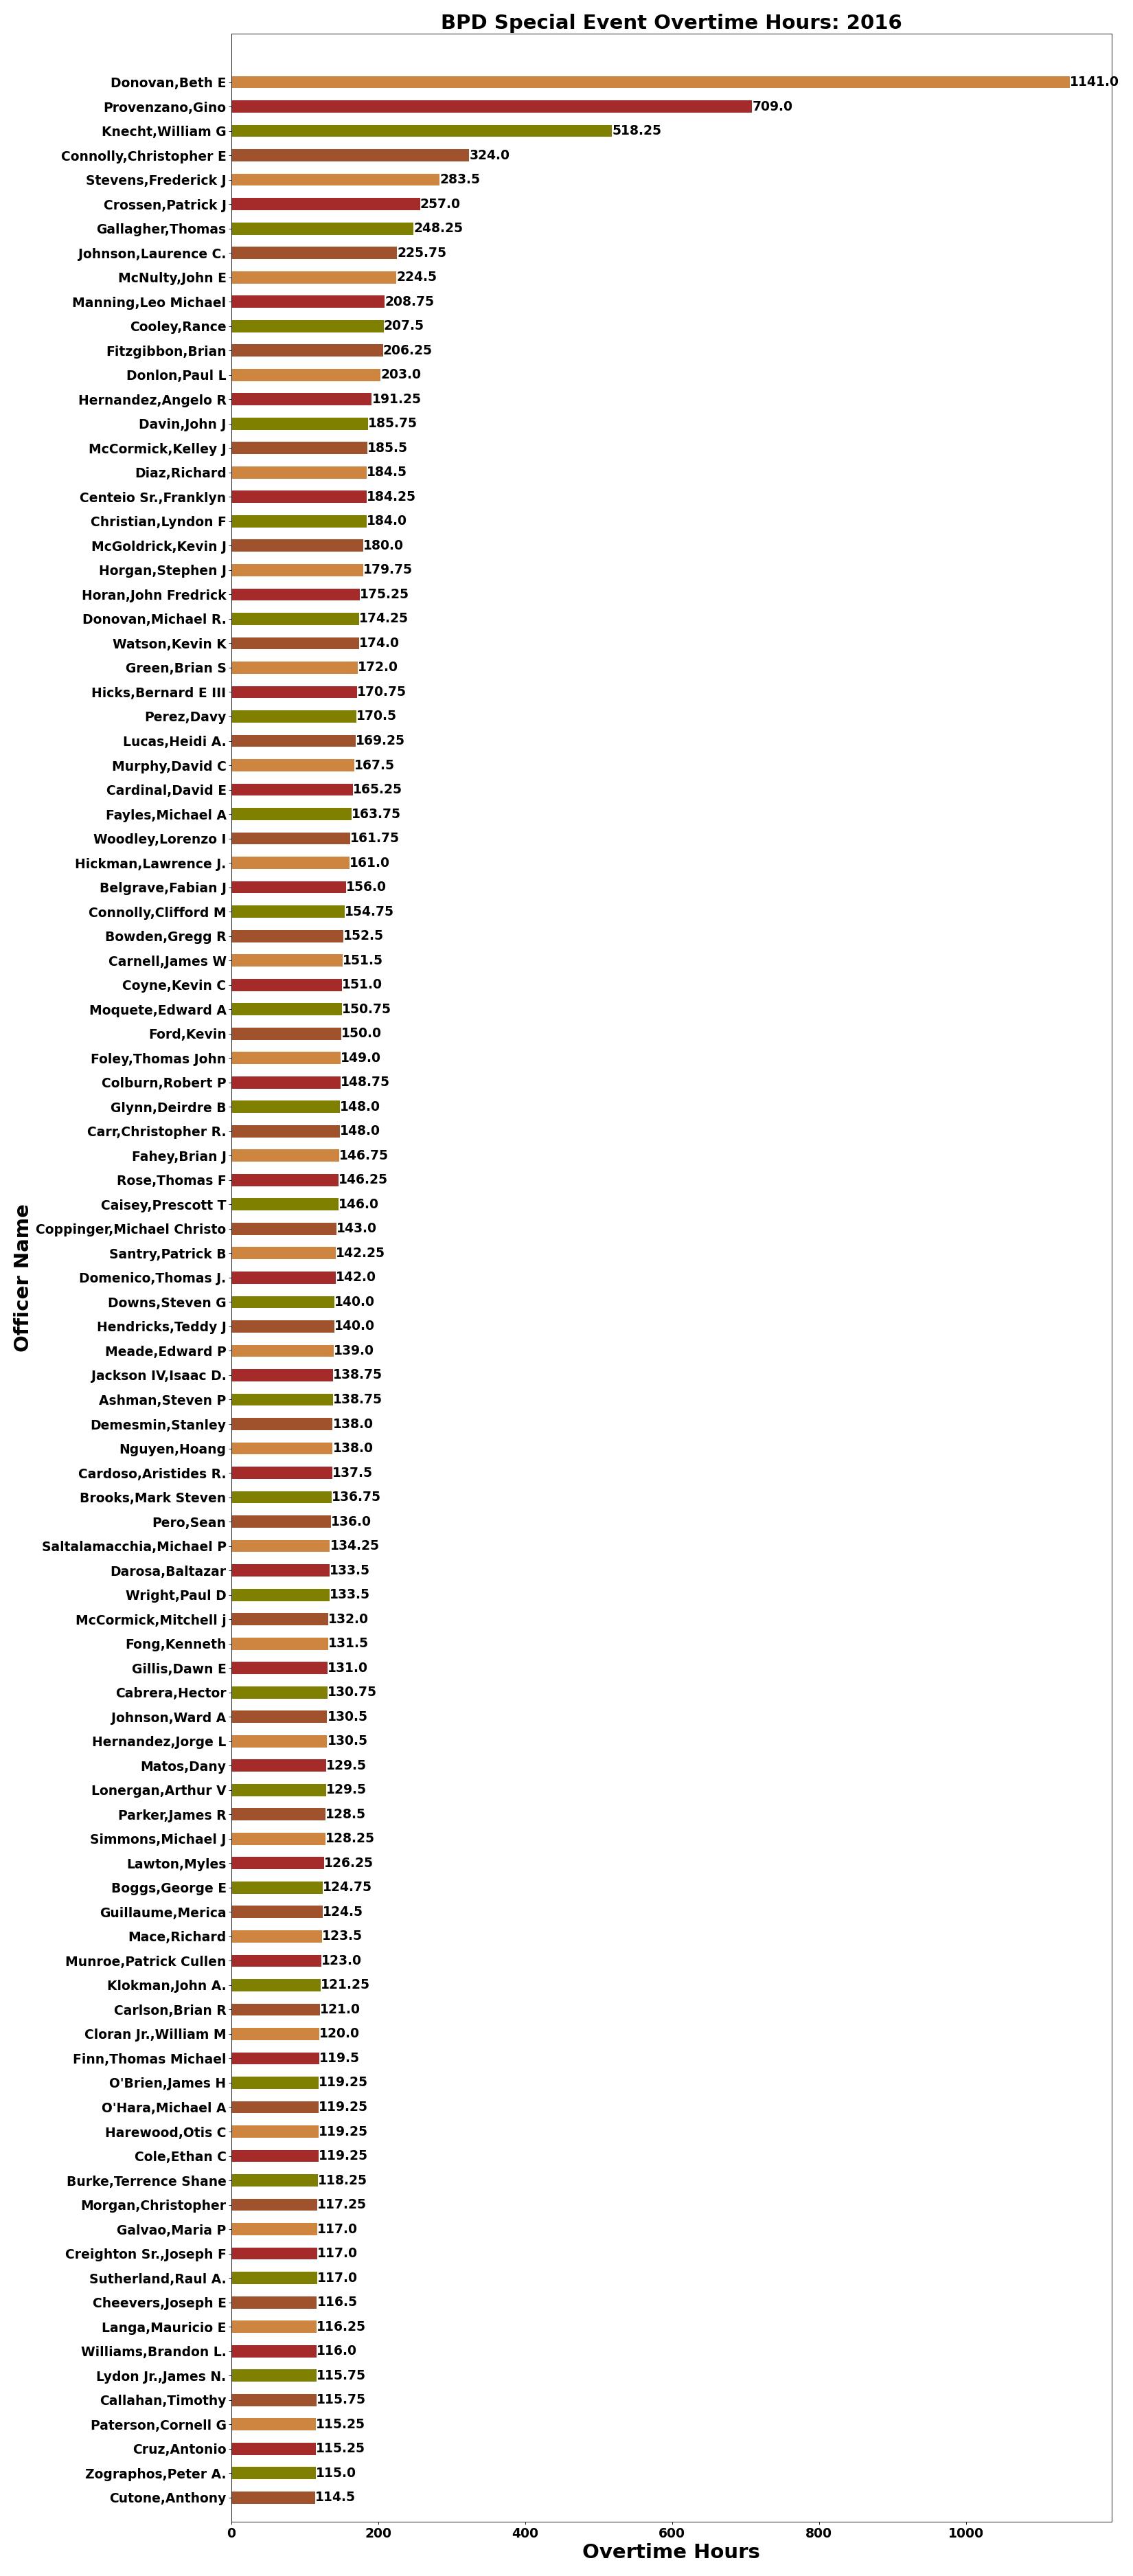 BPD Special Event Overtime Hours: 2016
Donovan,Beth E 1141.0
Provenzano,Gino 709.0
Knecht,William G 518.25
Connolly,Christopher E 324.0
Stevens,Frederick J 283.5
Crossen,Patrick J 257.0
Gallagher,Thomas 248.25
Johnson,Laurence C. 225.75
McNulty,John E 224.5
Manning,Leo Michael 208.75
Cooley,Rance 207.5
Fitzgibbon,Brian 206.25
Donlon,Paul L 203.0
Hernandez,Angelo R 191.25
Davin,John J 185.75
McCormick,Kelley J 185.5
Diaz,Richard 184.5
Centeio Sr.,Franklyn 184.25
Christian,Lyndon F 184.0
McGoldrick,Kevin J 180.0
Horgan,Stephen J 179.75
Horan,John Fredrick 175.25
Donovan,Michael R. 174.25
Watson,Kevin K 174.0
Green,Brian S 172.0
Hicks,Bernard E III 170.75
Perez,Davy 170.5
Lucas,Heidi A. 169.25
Murphy,David C 167.5
Cardinal,David E 165.25
Fayles,Michael A 163.75
Woodley,Lorenzo I 161.75
Hickman,Lawrence J. 161.0
Belgrave,Fabian J 156.0
Connolly,Clifford M 154.75
Bowden,Gregg R 152.5
Carnell,James W 151.5
Coyne,Kevin C 151.0
Moquete,Edward A 150.75
Ford,Kevin 150.0
Foley,Thomas John 149.0
Colburn,Robert P 148.75
Glynn,Deirdre B 148.0
Carr,Christopher R. 148.0
Fahey,Brian J 146.75
Rose,Thomas F 146.25
Caisey,Prescott T 146.0
Coppinger,Michael Christo 143.0
Santry,Patrick B 142.25
Domenico,Thomas J. 142.0
Downs,Steven G 140.0
Hendricks,Teddy J 140.0
Meade,Edward P 139.0
Jackson IV,Isaac D. 138.75
Ashman,Steven P 138.75
Demesmin,Stanley 138.0
Nguyen,Hoang 138.0
Cardoso,Aristides R. 137.5
Brooks,Mark Steven 136.75
Pero,Sean 136.0
Saltalamacchia,Michael P 134.25
Darosa,Baltazar 133.5
Wright,Paul D 133.5
McCormick,Mitchell j 132.0
Fong,Kenneth 131.5
Gillis,Dawn E 131.0
Cabrera,Hector 130.75
Johnson,Ward A 130.5
Hernandez,Jorge L 130.5
Matos,Dany 129.5
Lonergan,Arthur V 129.5
Parker,James R 128.5
Simmons,Michael J 128.25
Lawton,Myles 126.25
Boggs,George E 124.75
Guillaume,Merica 124.5
Mace,Richard 123.5
Munroe,Patrick Cullen 123.0
Klokman,John A. 121.25
Carlson,Brian R 121.0
Cloran Jr.,William M 120.0
Finn,Thomas Michael 119.5
O'Brien,James H 119.25
O'Hara,Michael A 119.25
Harewood,Otis C 119.25
Cole,Ethan C 119.25
Burke,Terrence Shane 118.25
Morgan,Christopher 117.25
Galvao,Maria P 117.0
Creighton Sr.,Joseph F 117.0
Sutherland,Raul A. 117.0
Cheevers,Joseph E 116.5
Langa,Mauricio E 116.25
Williams,Brandon L. 116.0
Lydon Jr.,James N. 115.75
Callahan,Timothy 115.75
Paterson,Cornell G 115.25
Cruz,Antonio 115.25
Zographos,Peter A. 115.0
Cutone,Anthony 114.5
0 200 400 600 800 1000
Overtime Hours
Officer Name